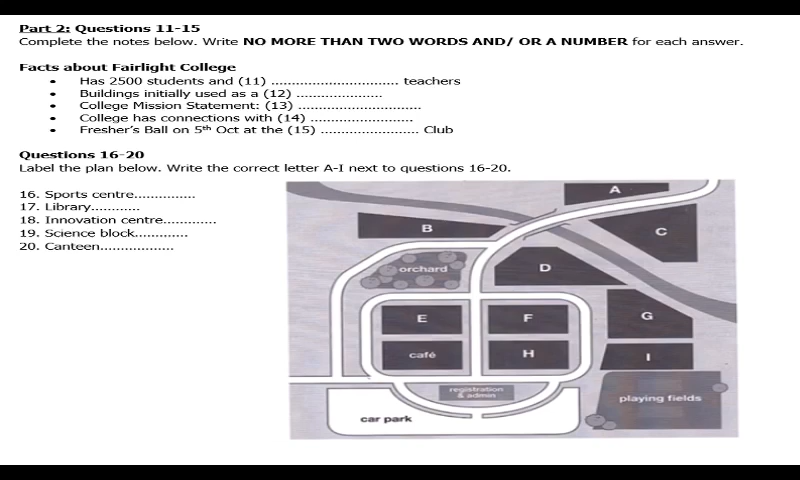 Part 2: Questions 11-15
Complete the notes below. Write NO MORE THAN TWO WORDS AND/ OR A NUMBER for each answer.
Facts about Fairlight College
• Has 2500 students and (11) ............................... teachers
• Buildings initially used as a (12) .....................
• College Mission Statement: (13) ..............................
• College has connections with (14) .........................
• Fresher's Ball on 5th Oct at the (15) ........................ Club
Questions 16-20
Label the plan below. Write the correct letter A-I next to questions 16-20.
16. Sports centre...............
17. Library............
18. Innovation centre.............
19. Science block.............
20. Canteen..................
A
B
C
D
orchard
E
F
G
café
H
I
registration
& admin
playing fields
car park